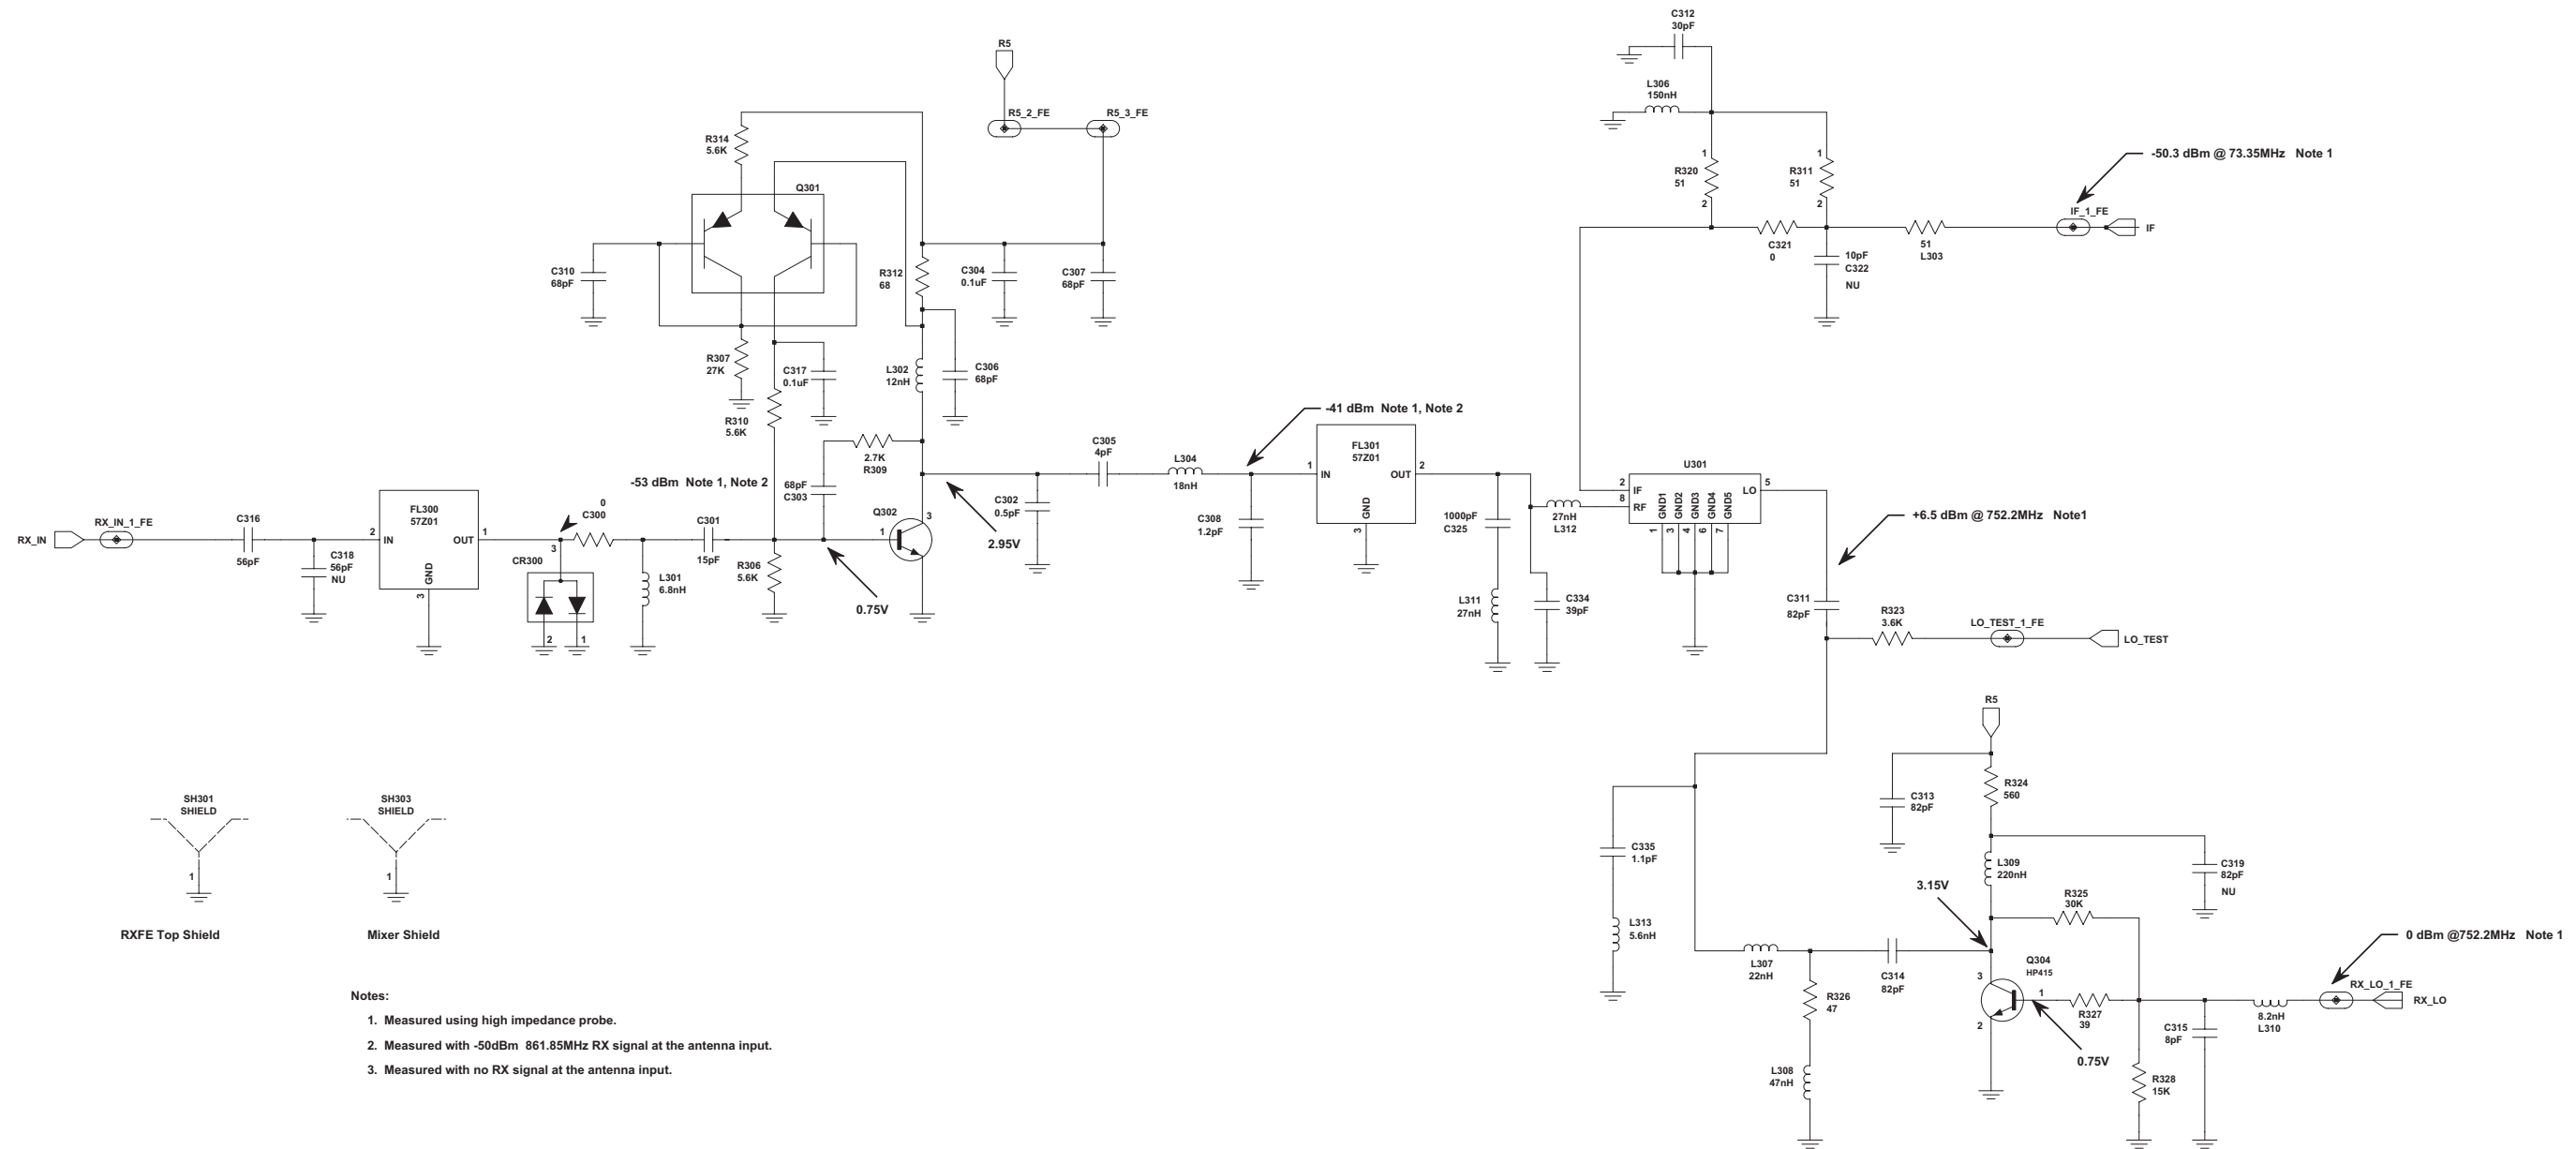 C312
30pF
R5
L306
150nH
R5_2_FE
R5_3_FE
R314
5.6K
-50.3 dBm @ 73.35MHz Note 1
1
R320
51
2
1
R311
51
2
Q301
IF_1_FE
IF
C321
0
51
L303
10pF
C322
NU
C310
68pF
R312
68
C304
0.1uF
C307
68pF
R307
27K
C317
0.1uF
L302
12nH
C306
68pF
R310
5.6K
-41 dBm Note 1, Note 2
2.7K
R309
C305
4pF
L304
18nH
FL301
57Z01
1
IN
OUT
2
GND
3
U301
2
IF
8
RF
LO
5
GND1
GND2
GND3
GND4
GND5
1
3
4
6
7
-53 dBm Note 1, Note 2
68pF
C303
C302
0.5pF
C308
1.2pF
1000pF
C325
27nH
L312
+6.5 dBm @ 752.2MHz Note1
RX_IN
RX_IN_1_FE
C316
56pF
C318
56pF
NU
FL300
57Z01
2
IN
OUT
1
GND
3
0
C300
3
CR300
2
1
L301
6.8nH
C301
15pF
R306
5.6K
Q302
1
3
2.95V
0.75V
L311
27nH
C334
39pF
C311
82pF
R323
3.6K
LO_TEST_1_FE
LO_TEST
R5
SH301
SHIELD
1
RXFE Top Shield
SH303
SHIELD
1
Mixer Shield
C313
82pF
R324
560
C335
1.1pF
L309
220nH
C319
82pF
NU
3.15V
R325
30K
L313
5.6nH
0 dBm @752.2MHz Note 1
L307
22nH
C314
82pF
Q304
HP415
3
1
2
R327
39
RX_LO_1_FE
RX_LO
8.2nH
L310
R326
47
C315
8pF
0.75V
L308
47nH
R328
15K
Notes:
1. Measured using high impedance probe.
2. Measured with -50dBm 861.85MHz RX signal at the antenna input.
3. Measured with no RX signal at the antenna input.